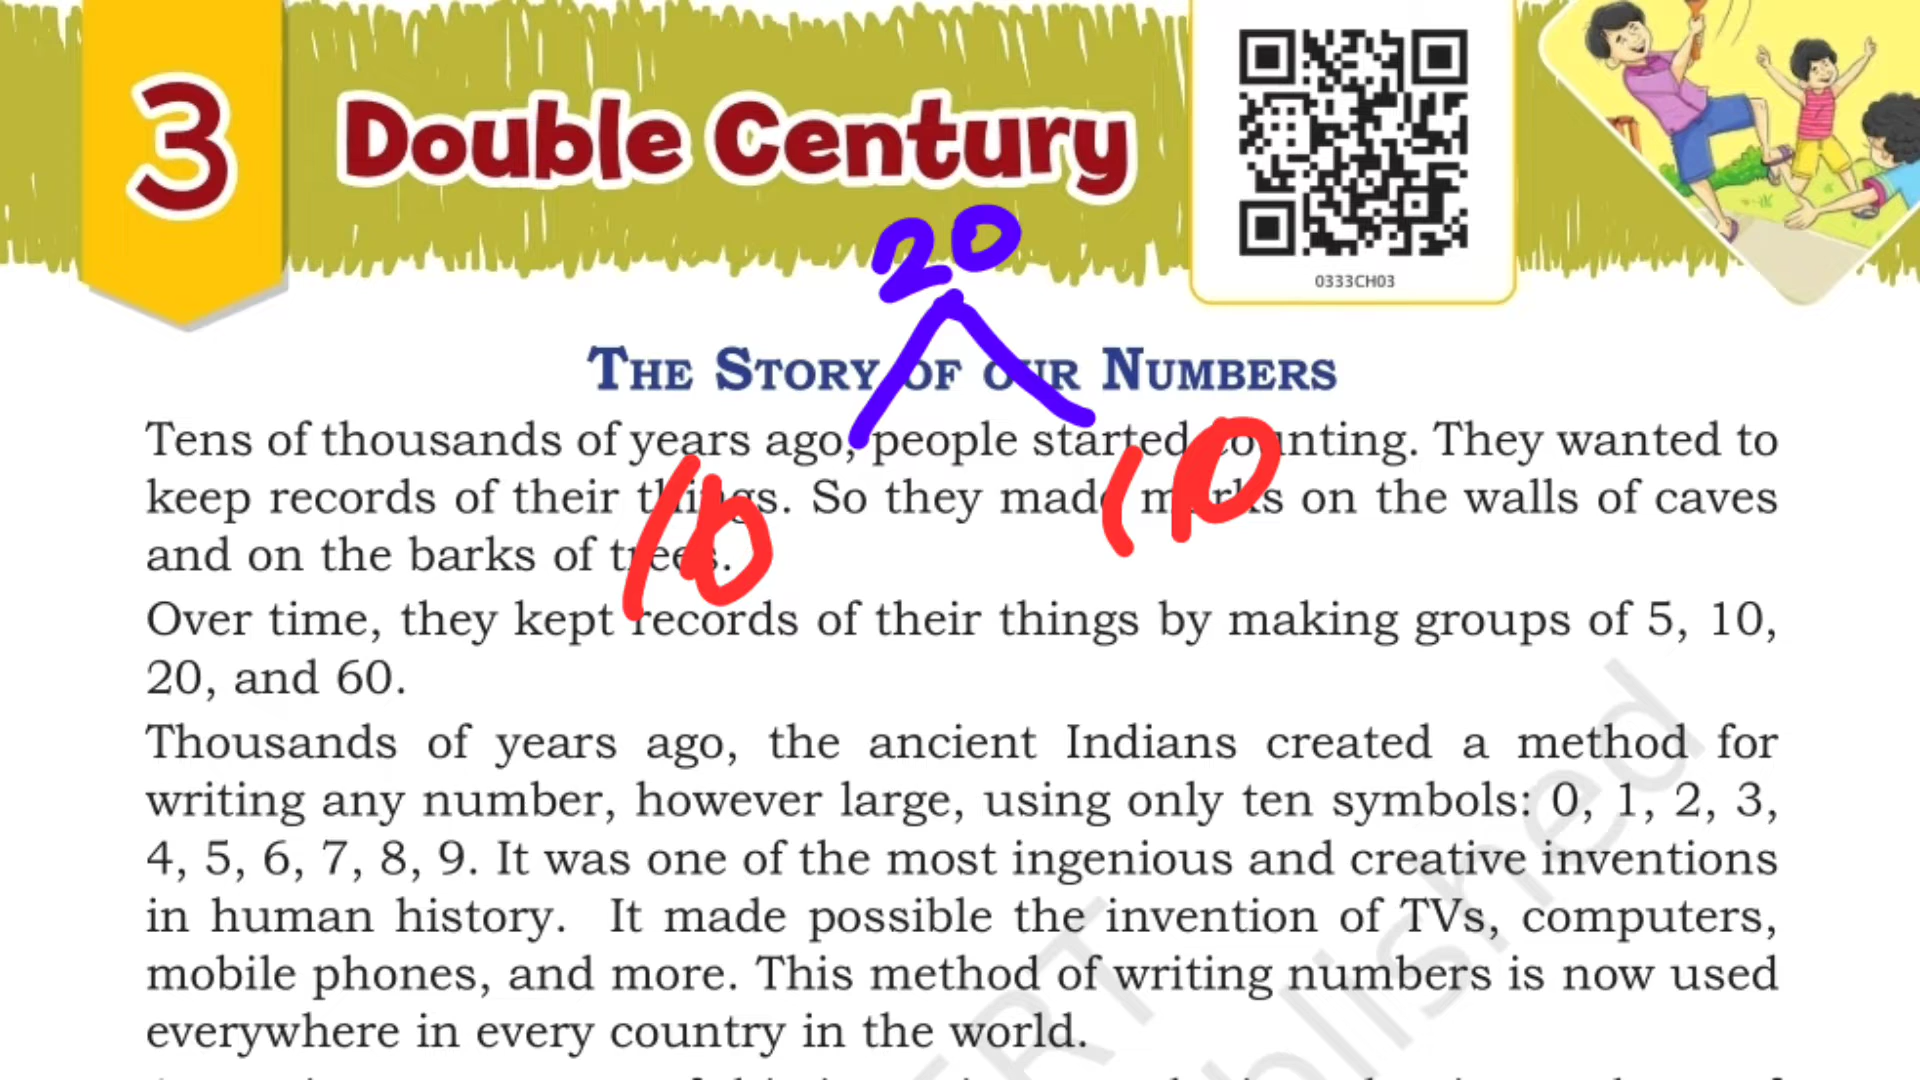 3
Double Century
0333CH03
20
THE STORY OF OUR NUMBERS
Tens of thousands of years ago, people started counting. They wanted to
keep records of their things. So they made marks on the walls of caves
and on the barks of trees.
10
10
Over time, they kept records of their things by making groups of 5, 10,
20, and 60.
Thousands of years ago, the ancient Indians created a method for
writing any number, however large, using only ten symbols: 0, 1, 2, 3,
4, 5, 6, 7, 8, 9. It was one of the most ingenious and creative inventions
in human history. It made possible the invention of TVs, computers,
mobile phones, and more. This method of writing numbers is now used
everywhere in every country in the world.